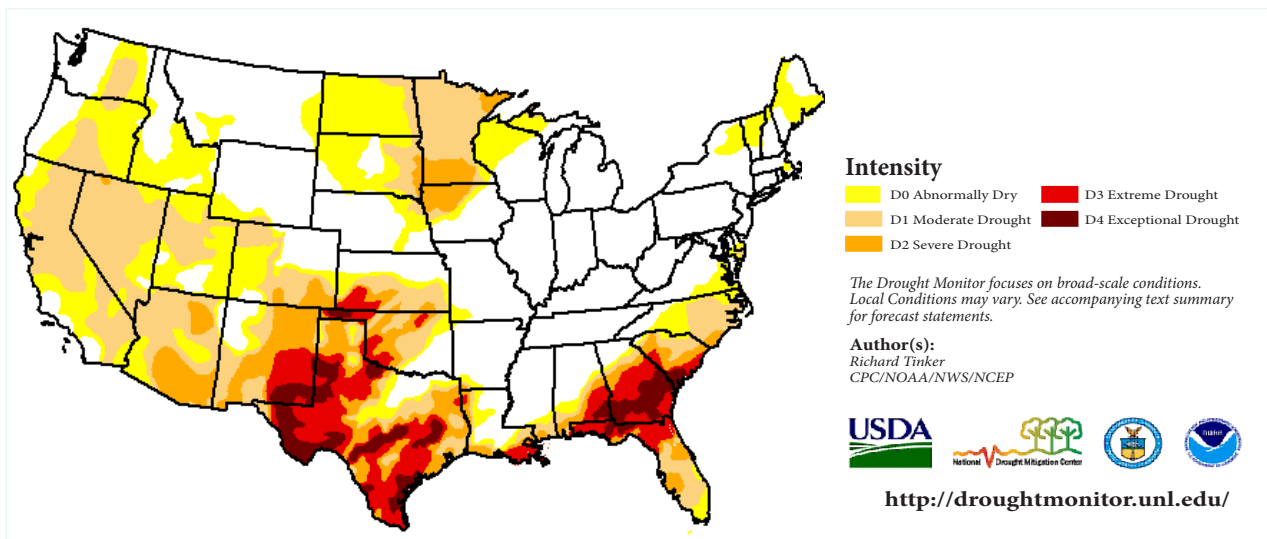 Intensity
D0 Abnormally Dry
D3 Extreme Drought
D1 Moderate Drought
D4 Exceptional Drought
D2 Severe Drought
The Drought Monitor focuses on broad-scale conditions.
Local Conditions may vary. See accompanying text summary
for forecast statements.
Author(s):
Richard Tinker
CPC/NOAA/NWS/NCEP
USDA
National Drought Mitigation Center
http://droughtmonitor.unl.edu/